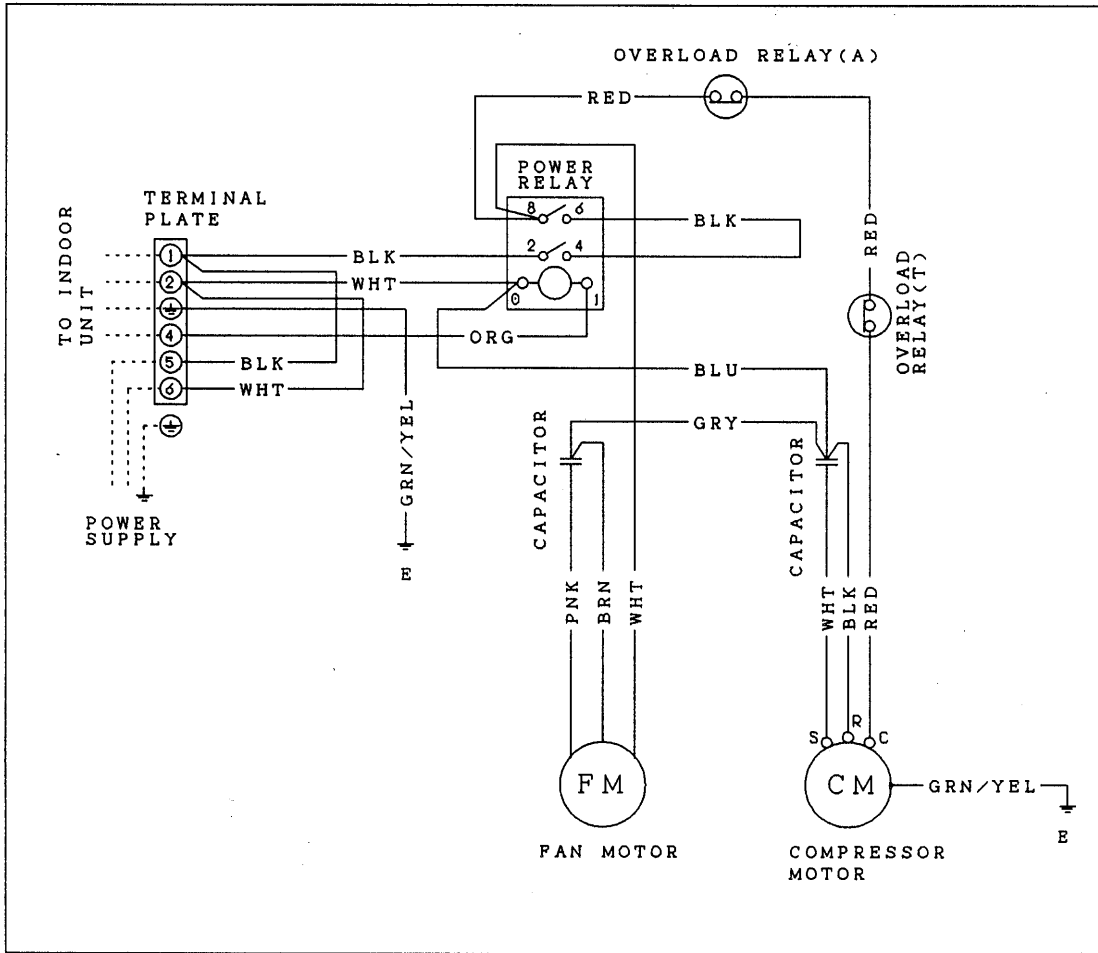 OVERLOAD RELAY(A)
RED
POWER
RELAY
8 6
BLK
2 4
0 1
TERMINAL
PLATE
TO INDOOR
UNIT
1
2
4
5
6
BLK
WHT
ORG
BLK
WHT
RED
OVERLOAD
RELAY(T)
BLU
GRY
CAPACITOR
CAPACITOR
GRN/YEL
E
POWER
SUPPLY
PNK
BRN
WHT
WHT
BLK
RED
S R C
FM
CM
GRN/YEL
E
FAN MOTOR
COMPRESSOR
MOTOR